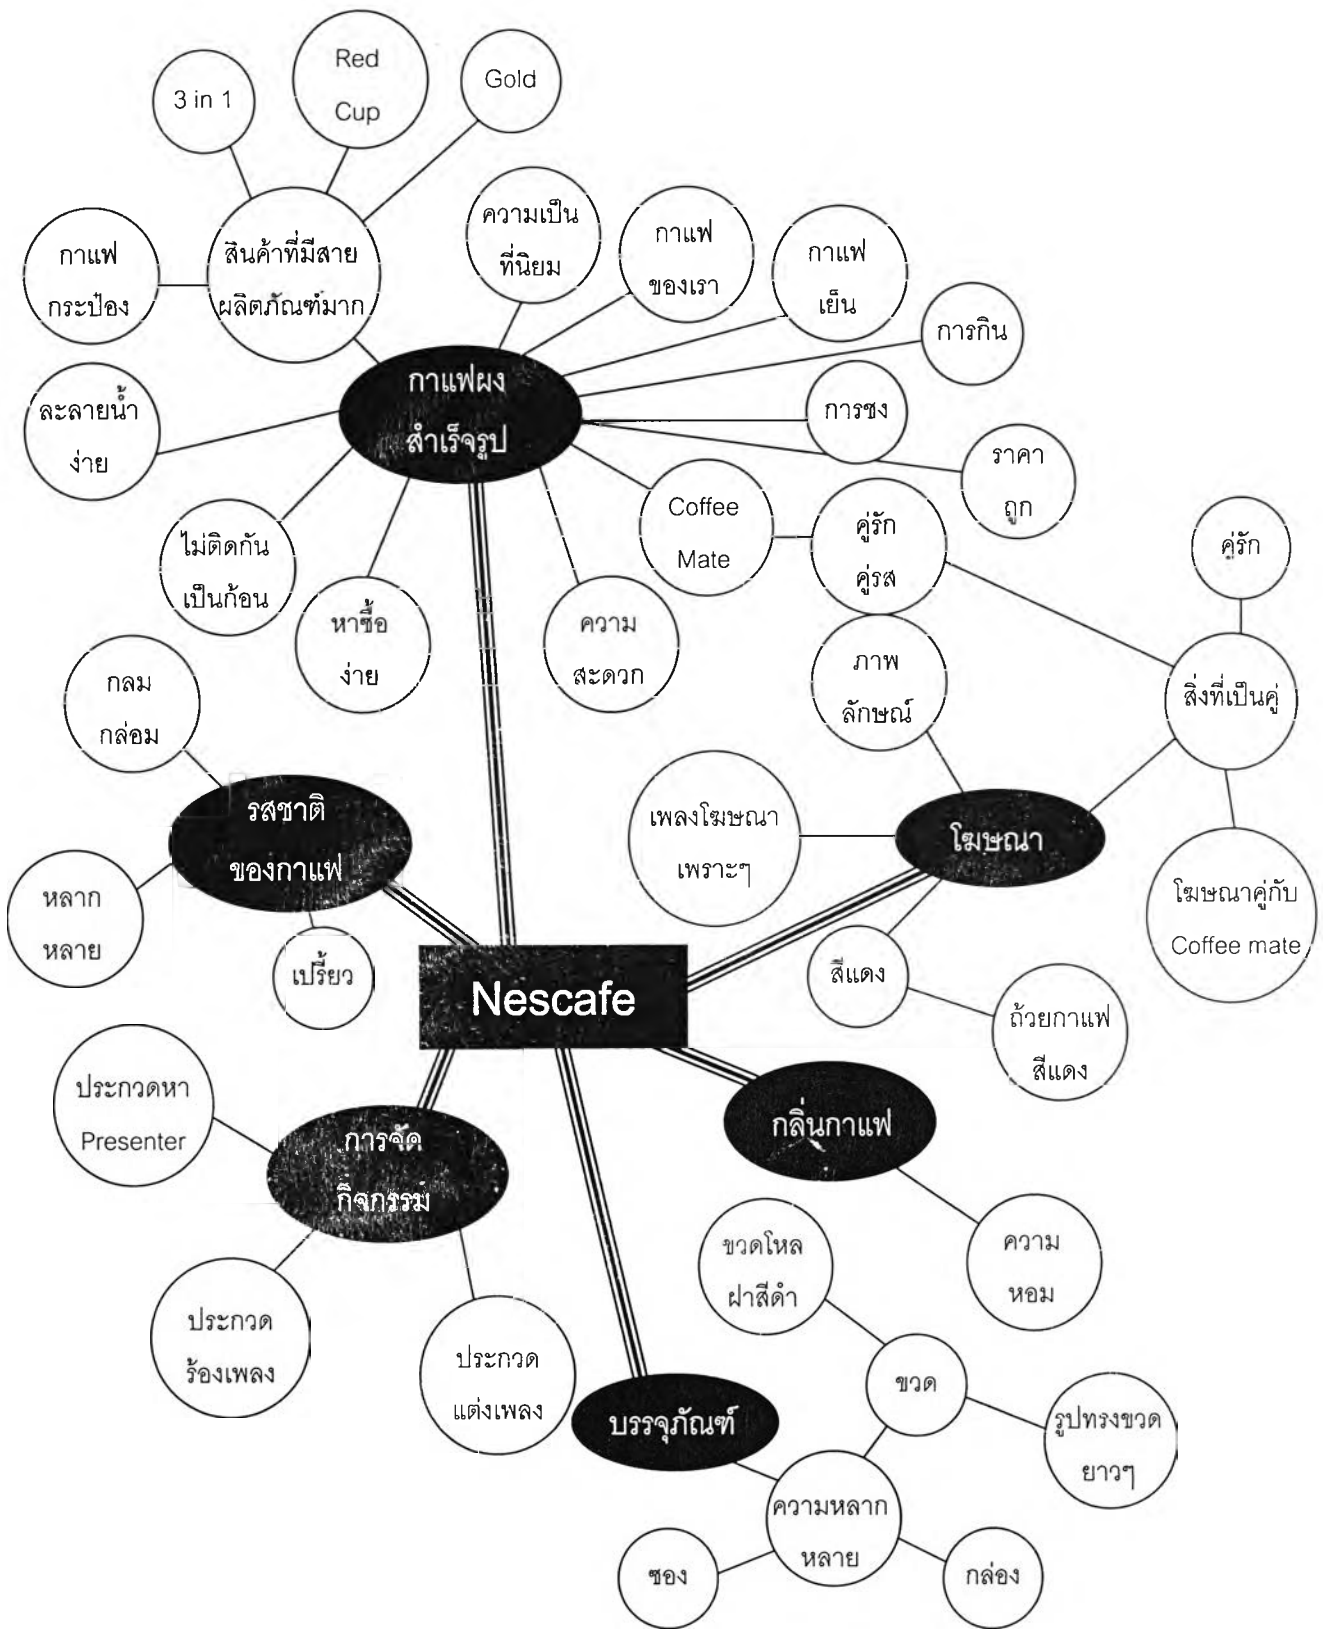 3 in 1
Red
Cup
Gold
กาแฟ
กระป๋อง
สินค้าที่มีสาย
ผลิตภัณฑ์มาก
ความเป็น
ที่นิยม
กาแฟ
ของเรา
กาแฟ
เย็น
การกิน
ละลายน้ำ
ง่าย
กาแฟผง
สำเร็จรูป
การชง
ราคา
ถูก
ไม่ติดกัน
เป็นก้อน
หาซื้อ
ง่าย
ความ
สะดวก
Coffee
Mate
คู่รัก
คู่รส
คู่รัก
กลม
กล่อม
ภาพ
ลักษณ์
สิ่งที่เป็นคู่
รสชาติ
ของกาแฟ
เพลงโฆษณา
เพราะๆ
โฆษณา
หลาก
หลาย
เปรี้ยว
โฆษณาคู่กับ
Coffee mate
สีแดง
ถ้วยกาแฟ
สีแดง
Nescafe
ประกวดหา
Presenter
การจัด
กิจกรรม
กลิ่นกาแฟ
ความ
หอม
ประกวด
ร้องเพลง
ประกวด
แต่งเพลง
ขวดโหล
ฝาสีดำ
ขวด
รูปทรงขวด
ยาวๆ
บรรจุภัณฑ์
ความหลาก
หลาย
ซอง
กล่อง